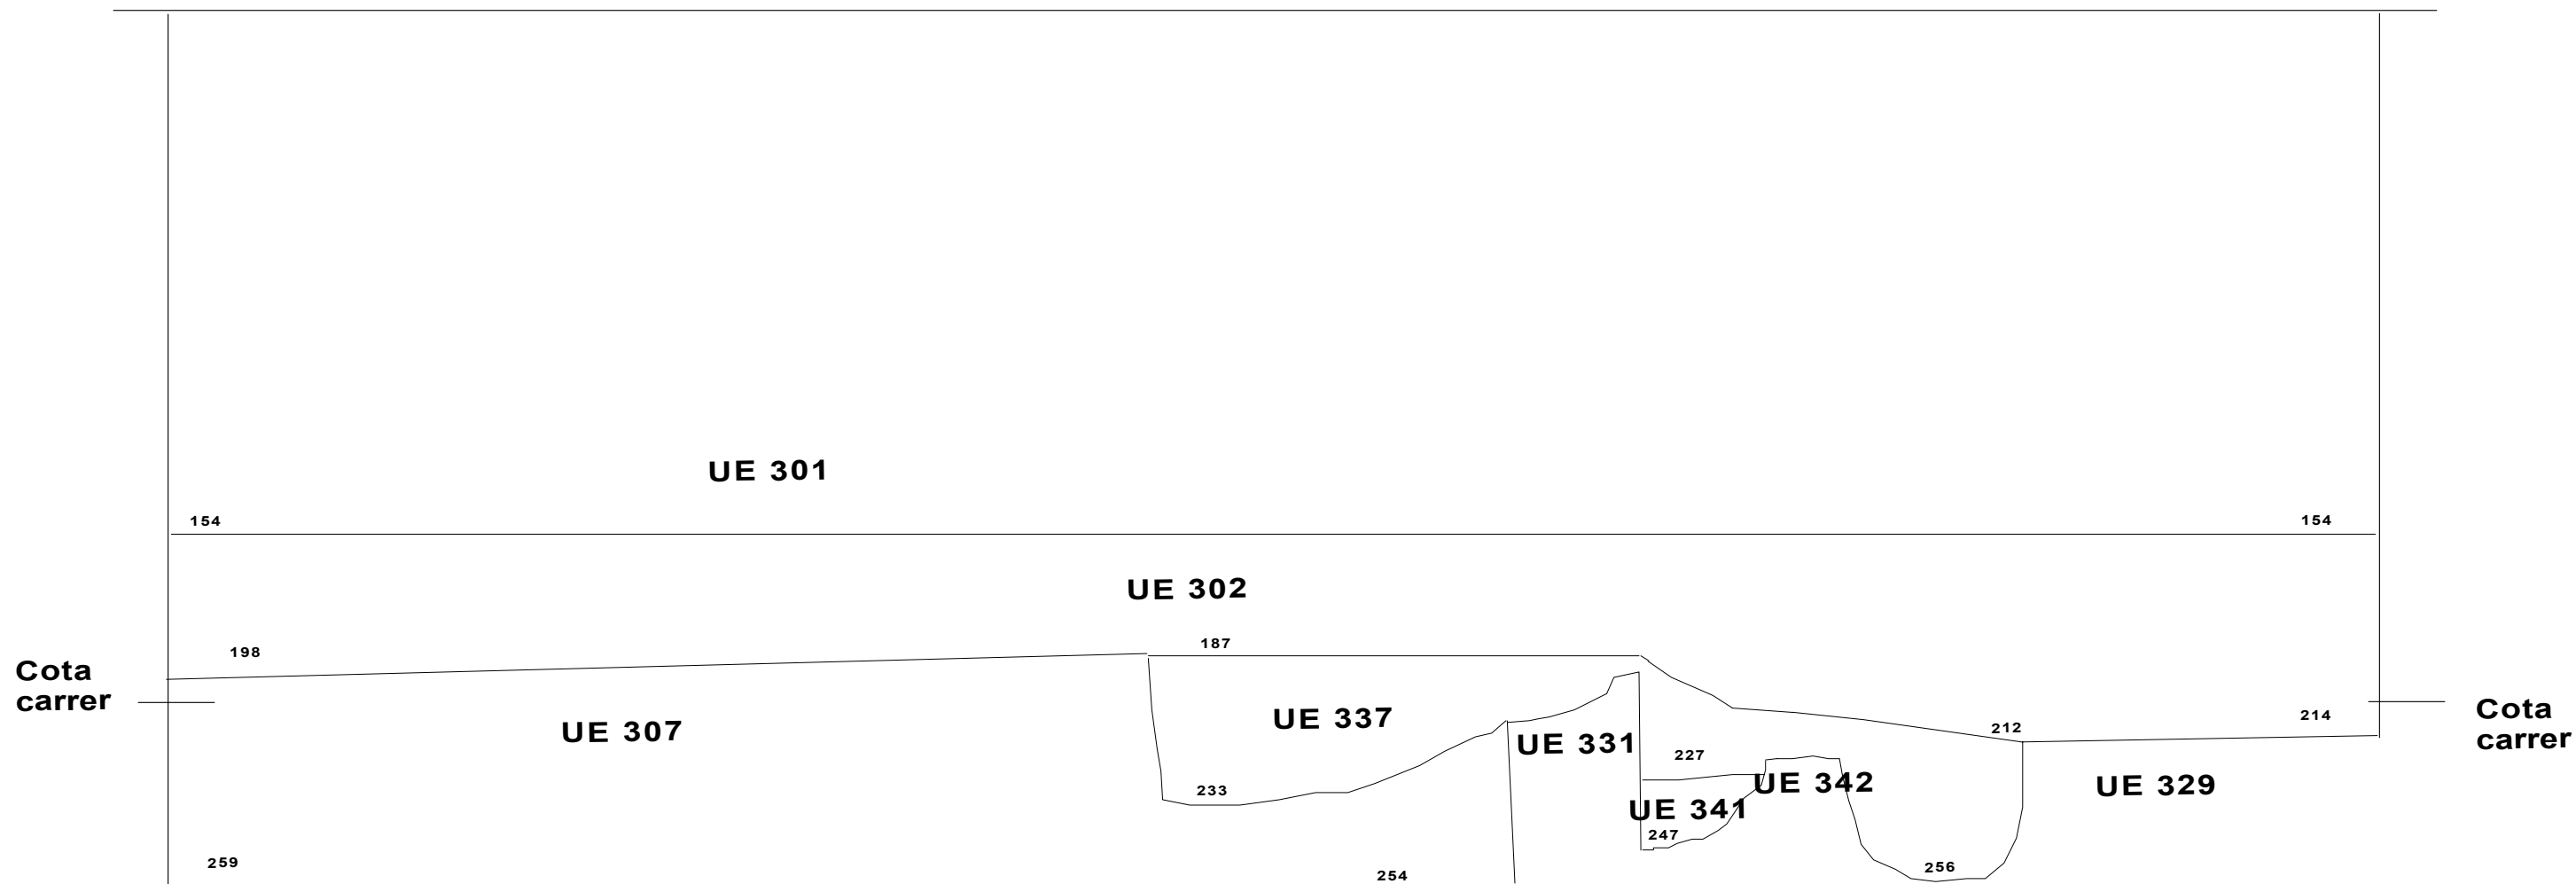 UE 301
154
154
UE 302
187
198
Cota
carrer
UE 307
UE 337
UE 331
212
214
Cota
carrer
227
UE 342
UE 329
233
UE 341
247
259
254
256